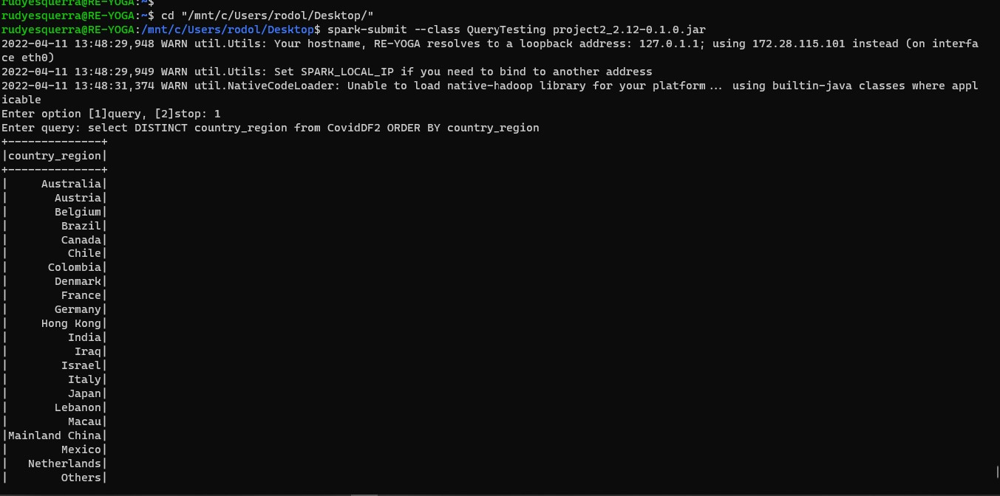 rudyesquerra@RE-YOGA:~$
rudyesquerra@RE-YOGA:~$ cd "/mnt/c/Users/rodol/Desktop/"
rudyesquerra@RE-YOGA:/mnt/c/Users/rodol/Desktop$ spark-submit --class QueryTesting project2_2.12-0.1.0.jar
2022-04-11 13:48:29,948 WARN util.Utils: Your hostname, RE-YOGA resolves to a loopback address: 127.0.1.1; using 172.28.115.101 instead (on interfa
ce eth0)
2022-04-11 13:48:29,949 WARN util.Utils: Set SPARK_LOCAL_IP if you need to bind to another address
2022-04-11 13:48:31,374 WARN util.NativeCodeLoader: Unable to load native-hadoop library for your platform... using builtin-java classes where appl
icable
Enter option [1]query, [2]stop: 1
Enter query: select DISTINCT country_region from CovidDF2 ORDER BY country_region
+--------------+
|country_region|
+--------------+
|     Australia|
|       Austria|
|       Belgium|
|        Brazil|
|        Canada|
|         Chile|
|      Colombia|
|       Denmark|
|        France|
|       Germany|
|     Hong Kong|
|         India|
|          Iraq|
|        Israel|
|         Italy|
|         Japan|
|       Lebanon|
|         Macau|
|Mainland China|
|        Mexico|
|   Netherlands|
|        Others|